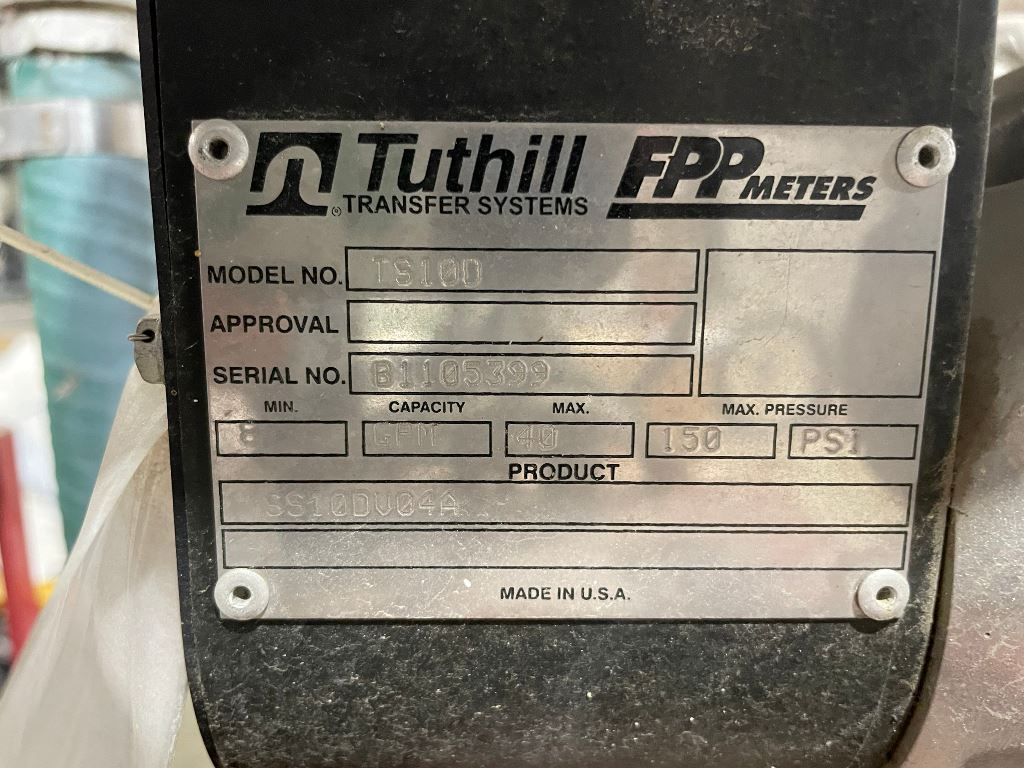 Tuthill FPP METERS
® TRANSFER SYSTEMS
MODEL NO. TS10D
APPROVAL
SERIAL NO. B1105399
MIN. CAPACITY MAX. MAX. PRESSURE
8 GPM 40 150 PSI
PRODUCT
SS10DV04A
MADE IN U.S.A.